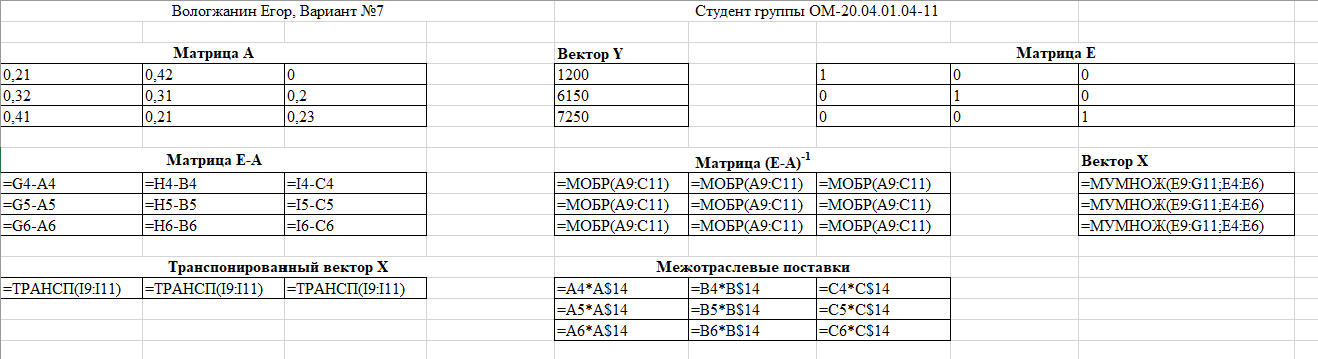 Вологжанин Егор, Вариант №7 Студент группы ОМ-20.04.01.04-11
Матрица А Вектор Y Матрица Е
0,21 0,42 0 1200 1 0 0
0,32 0,31 0,2 6150 0 1 0
0,41 0,21 0,23 7250 0 0 1
Матрица Е-А Матрица (Е-А)-1 Вектор X
=G4-A4 =H4-B4 =I4-C4 =МОБР(A9:C11) =МОБР(A9:C11) =МОБР(A9:C11) =МУМНОЖ(E9:G11;E4:E6)
=G5-A5 =H5-B5 =I5-C5 =МОБР(A9:C11) =МОБР(A9:C11) =МОБР(A9:C11) =МУМНОЖ(E9:G11;E4:E6)
=G6-A6 =H6-B6 =I6-C6 =МОБР(A9:C11) =МОБР(A9:C11) =МОБР(A9:C11) =МУМНОЖ(E9:G11;E4:E6)
Транспонированный вектор X Межотраслевые поставки
=ТРАНСП(I9:I11) =ТРАНСП(I9:I11) =ТРАНСП(I9:I11) =A4*A$14 =B4*B$14 =C4*C$14
=A5*A$14 =B5*B$14 =C5*C$14
=A6*A$14 =B6*B$14 =C6*C$14